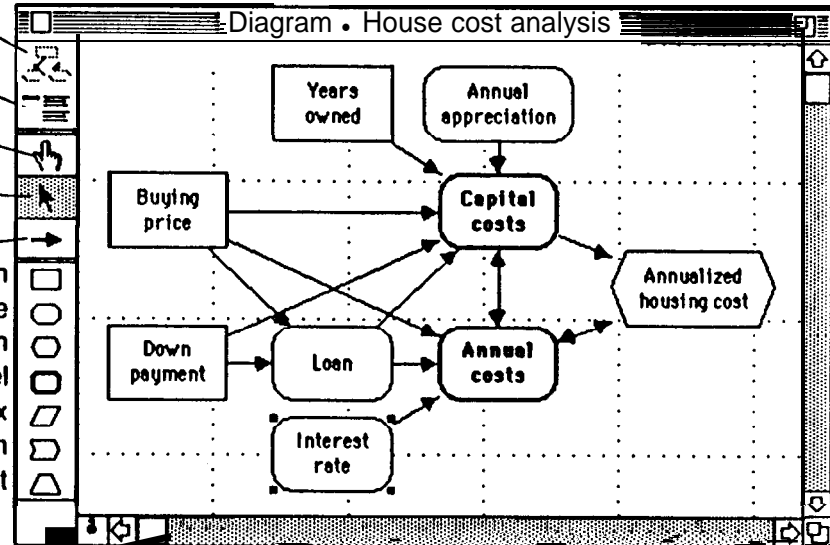 Diagram • House cost analysis
Years
owned
Annual
appreciation
Buying
price
Capital
costs
Annualized
housing cost
Down
payment
Loan
Annual
costs
Interest
rate